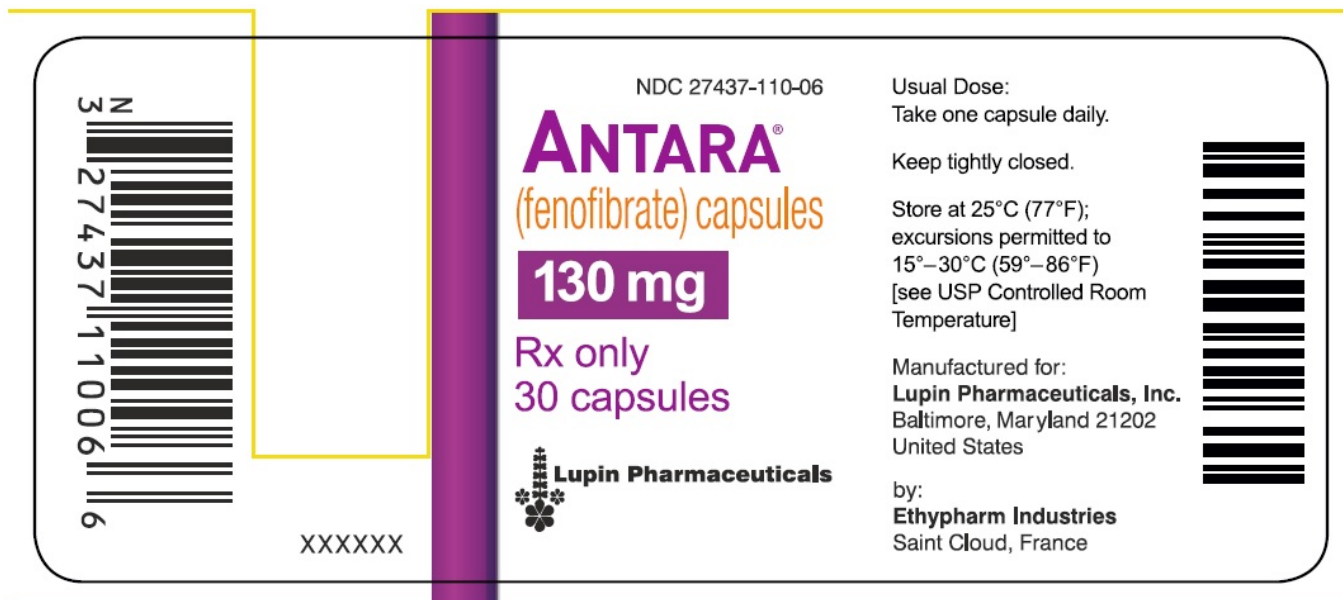 N
3 27437 11006 6
XXXXXX
NDC 27437-110-06
ANTARA®
(fenofibrate) capsules
130 mg
Rx only
30 capsules
Lupin Pharmaceuticals
Usual Dose:
Take one capsule daily.
Keep tightly closed.
Store at 25°C (77°F);
excursions permitted to
15°–30°C (59°–86°F)
[see USP Controlled Room
Temperature]
Manufactured for:
Lupin Pharmaceuticals, Inc.
Baltimore, Maryland 21202
United States
by:
Ethypharm Industries
Saint Cloud, France